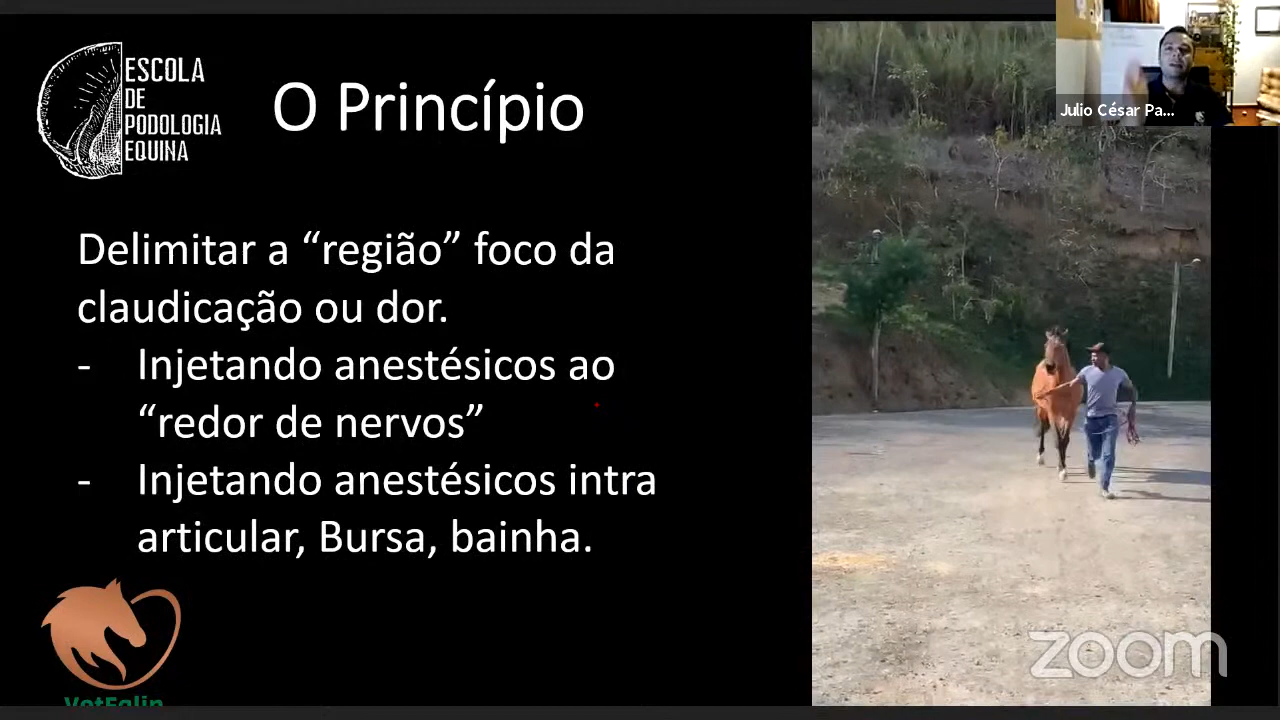 ESCOLA
DE
PODOLOGIA
EQUINA
O Princípio
Julio César Pa...
Delimitar a “região” foco da
claudicação ou dor.
- Injetando anestésicos ao
“redor de nervos”
- Injetando anestésicos intra
articular, Bursa, bainha.
zoom